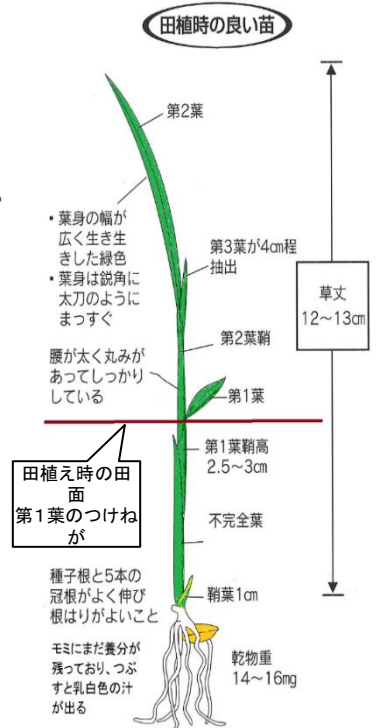 田植時の良い苗
第2葉
・葉身の幅が
広く生き生
きした緑色
・葉身は鋭角に
太刀のように
まっすぐ
第3葉が4cm程
抽出
草丈
12～13cm
第2葉鞘
腰が太く丸みが
あってしっかり
している
第1葉
田植え時の田
面
第1葉のつけね
が
第1葉鞘高
2.5～3cm
不完全葉
種子根と5本の
冠根がよく伸び
根はりがよいこと
鞘葉1cm
モミにまだ養分が
残っており、つぶ
すと乳白色の汁
が出る
乾物重
14～16mg